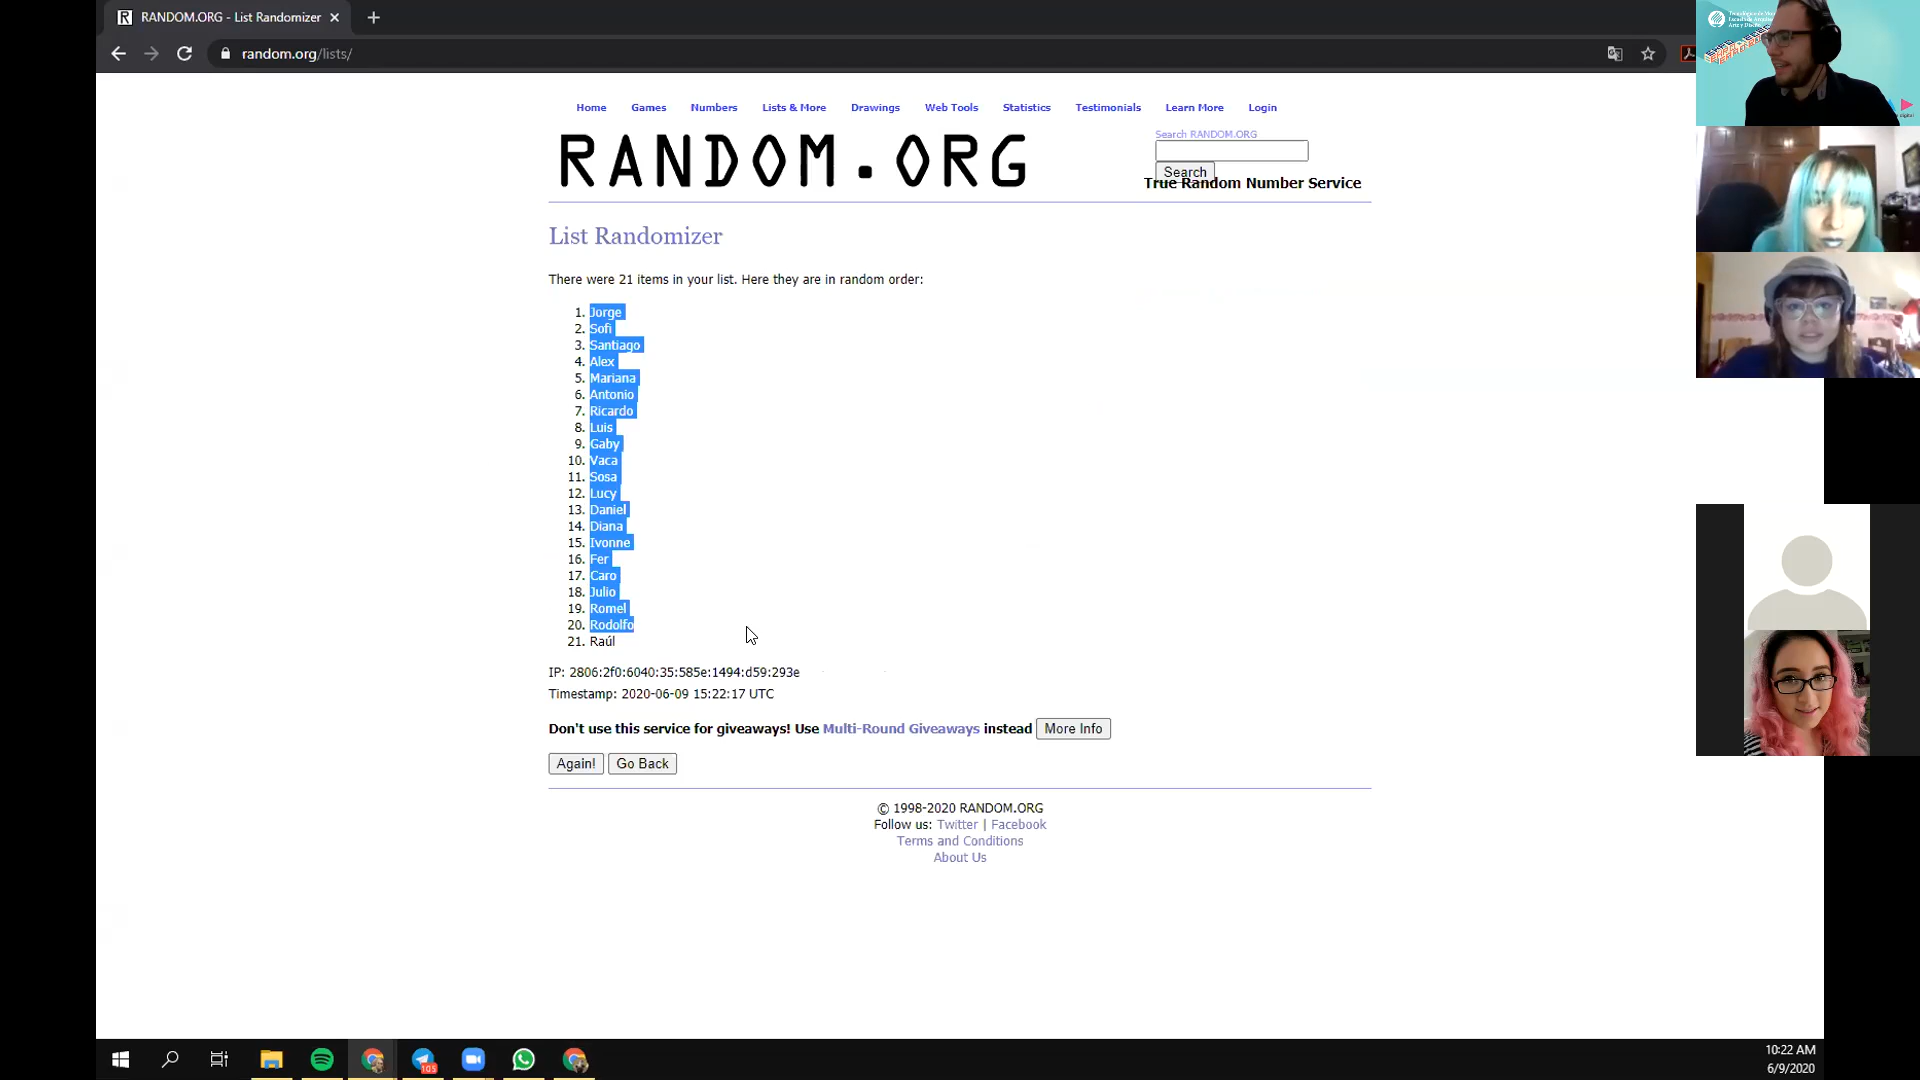 RANDOM.ORG - List Randomizer
random.org/lists/
Home Games Numbers Lists & More Drawings Web Tools Statistics Testimonials Learn More Login
RANDOM.ORG
Search RANDOM.ORG
Search
True Random Number Service
List Randomizer
There were 21 items in your list. Here they are in random order:
1. Jorge
2. Sofi
3. Santiago
4. Alex
5. Mariana
6. Antonio
7. Ricardo
8. Luis
9. Gaby
10. Vaca
11. Sosa
12. Lucy
13. Daniel
14. Diana
15. Ivonne
16. Fer
17. Caro
18. Julio
19. Romel
20. Rodolfo
21. Raúl
IP: 2806:2f0:6040:35:585e:1494:d59:293e
Timestamp: 2020-06-09 15:22:17 UTC
Don't use this service for giveaways! Use Multi-Round Giveaways instead More Info
Again! Go Back
© 1998-2020 RANDOM.ORG
Follow us: Twitter | Facebook
Terms and Conditions
About Us
105
10:22 AM
6/9/2020